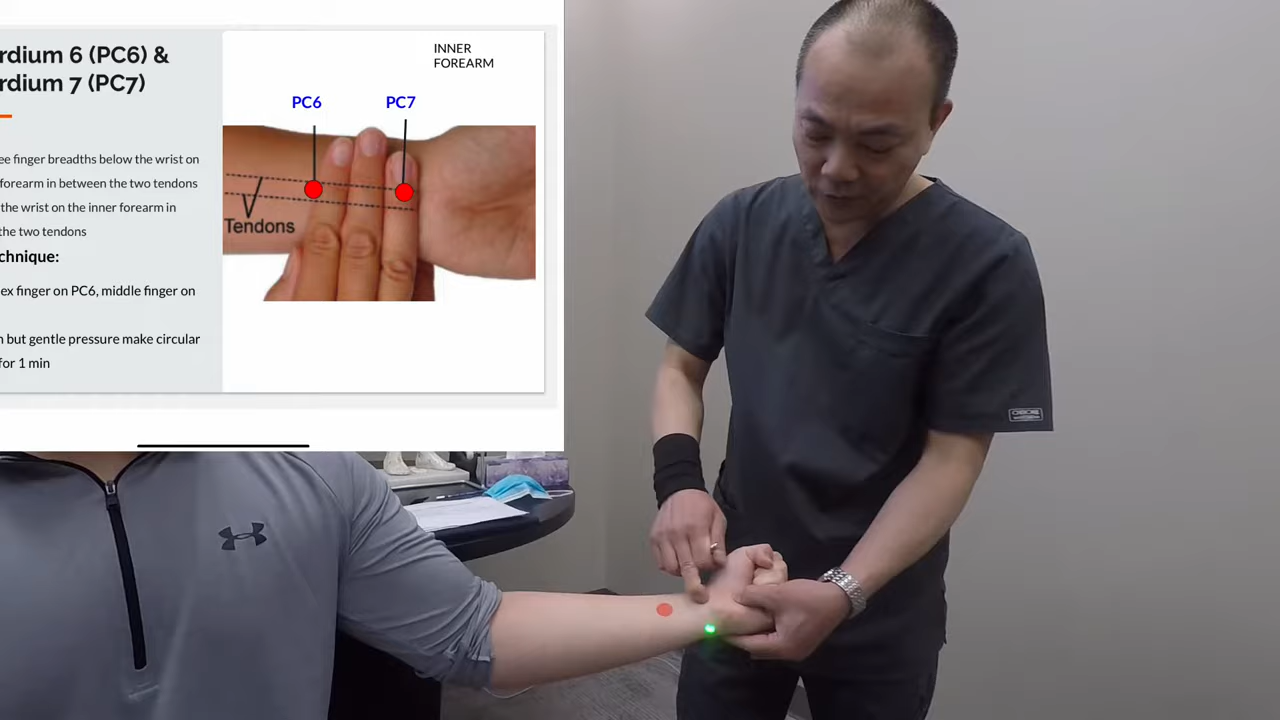 rdium 6 (PC6) &
rdium 7 (PC7)
ee finger breadths below the wrist on
forearm in between the two tendons
the wrist on the inner forearm in
the two tendons
chnique:
ex finger on PC6, middle finger on
n but gentle pressure make circular
for 1 min
INNER
FOREARM
PC6
PC7
Tendons